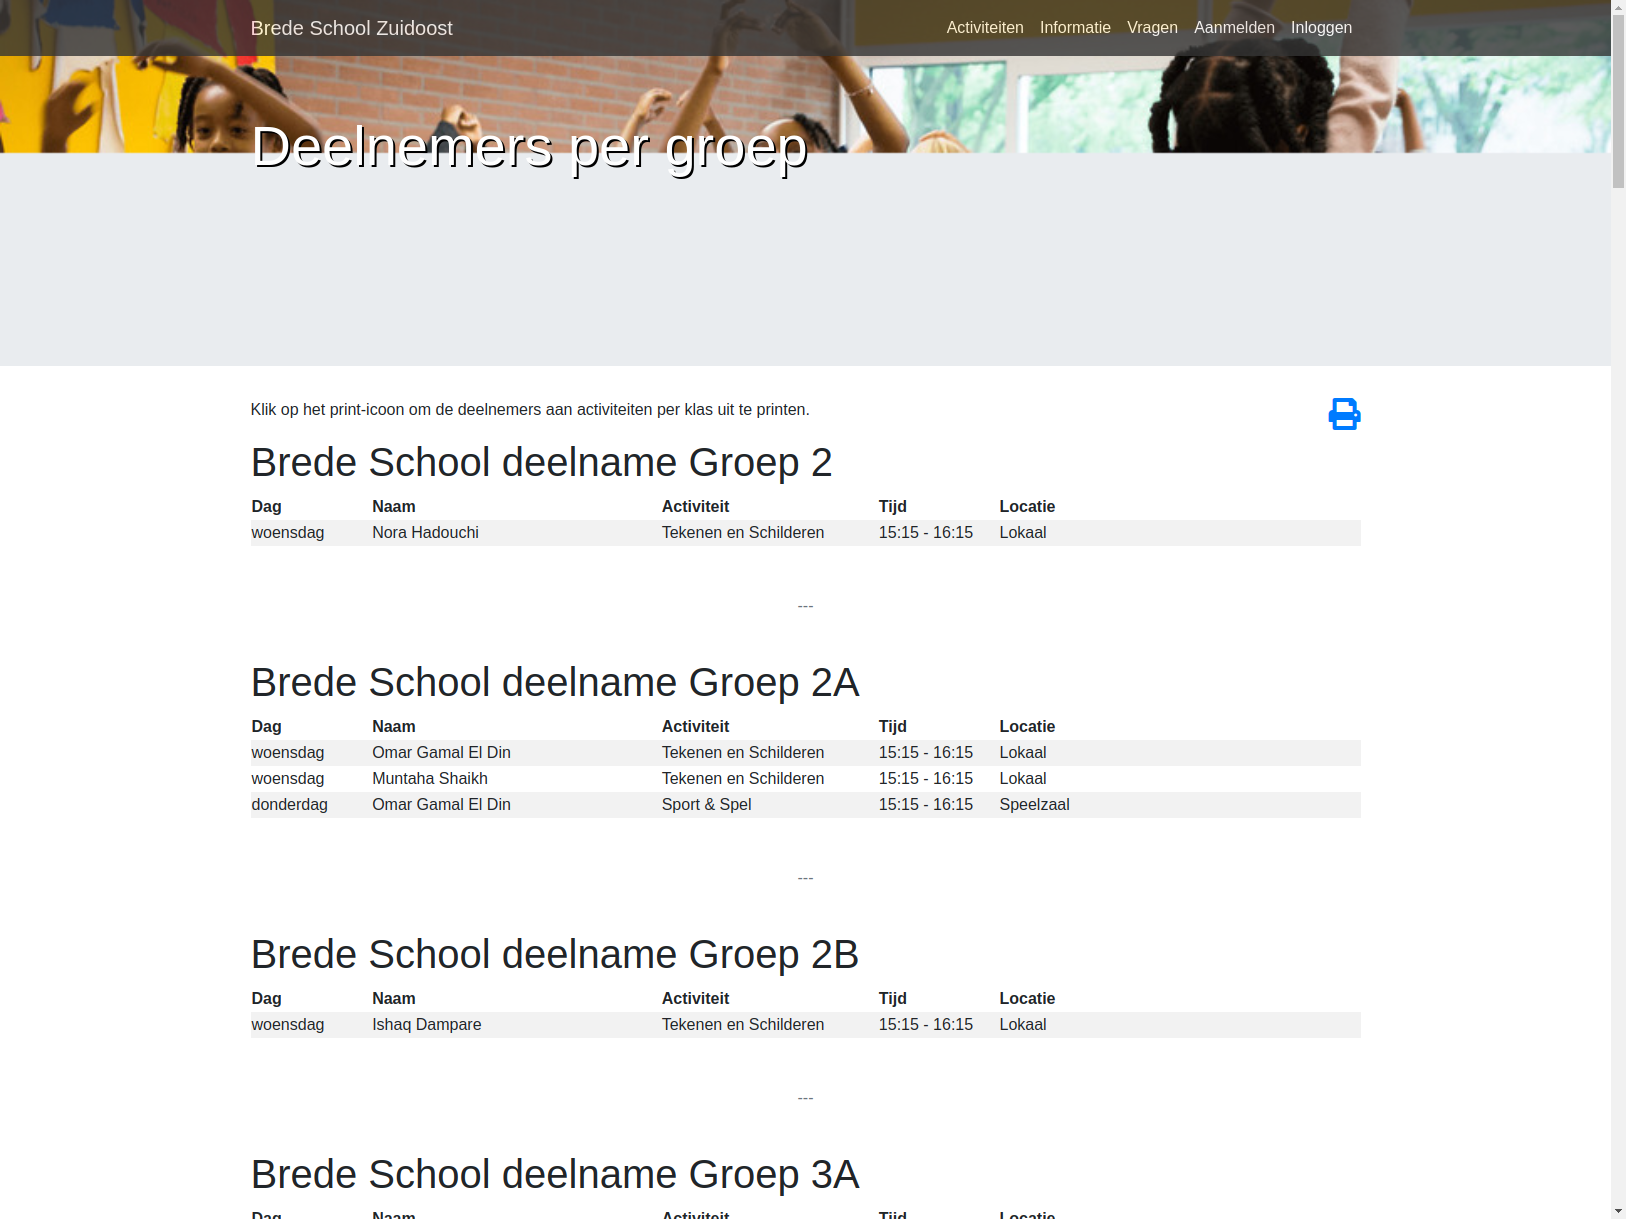 Brede School Zuidoost Activiteiten Informatie Vragen Aanmelden Inloggen
Deelnemers per groep
Klik op het print-icoon om de deelnemers aan activiteiten per klas uit te printen.
Brede School deelname Groep 2
Dag Naam Activiteit Tijd Locatie
woensdag Nora Hadouchi Tekenen en Schilderen 15:15 - 16:15 Lokaal
---
Brede School deelname Groep 2A
Dag Naam Activiteit Tijd Locatie
woensdag Omar Gamal El Din Tekenen en Schilderen 15:15 - 16:15 Lokaal
woensdag Muntaha Shaikh Tekenen en Schilderen 15:15 - 16:15 Lokaal
donderdag Omar Gamal El Din Sport & Spel 15:15 - 16:15 Speelzaal
---
Brede School deelname Groep 2B
Dag Naam Activiteit Tijd Locatie
woensdag Ishaq Dampare Tekenen en Schilderen 15:15 - 16:15 Lokaal
---
Brede School deelname Groep 3A
Dag Naam Activiteit Tijd Locatie